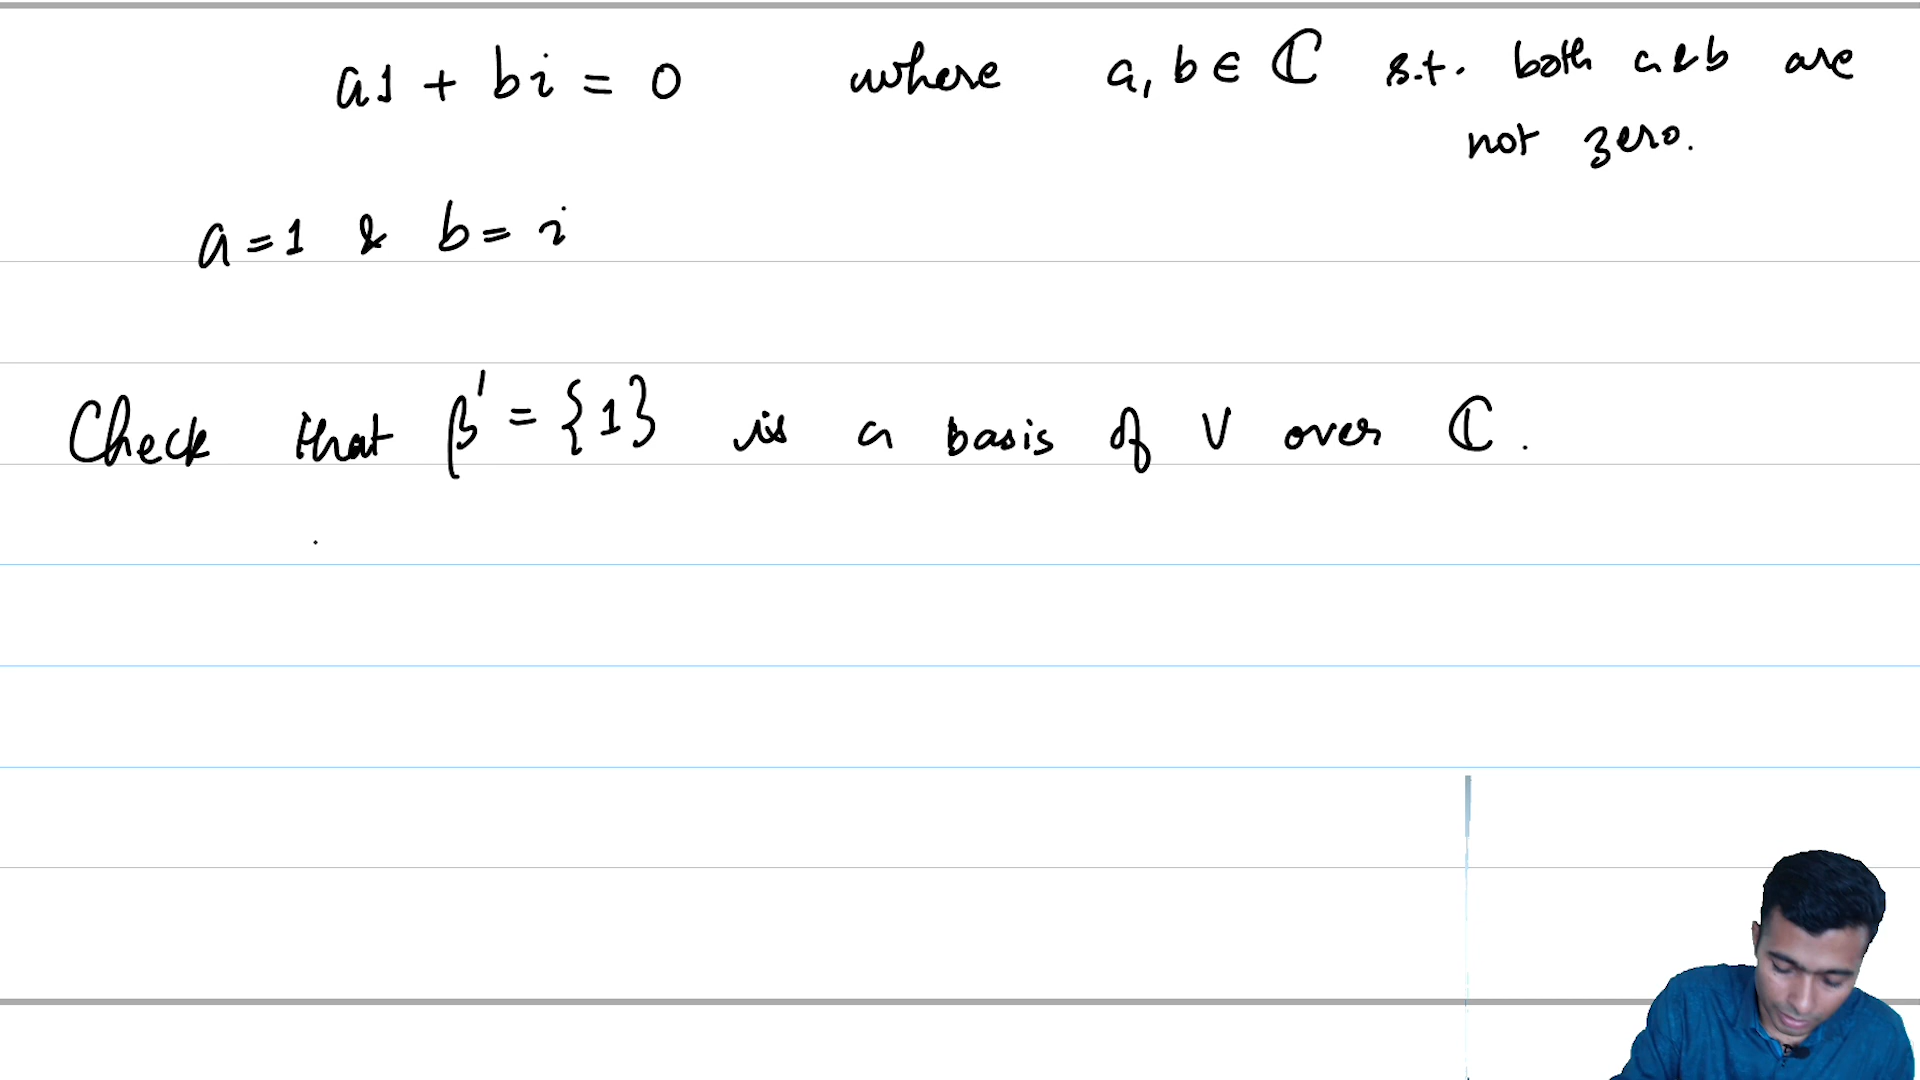 a1 + bi = 0 where a, b ∈ ℂ s.t. both a & b are
not zero.
a = 1 & b = i
Check that β' = {1} is a basis of V over ℂ.